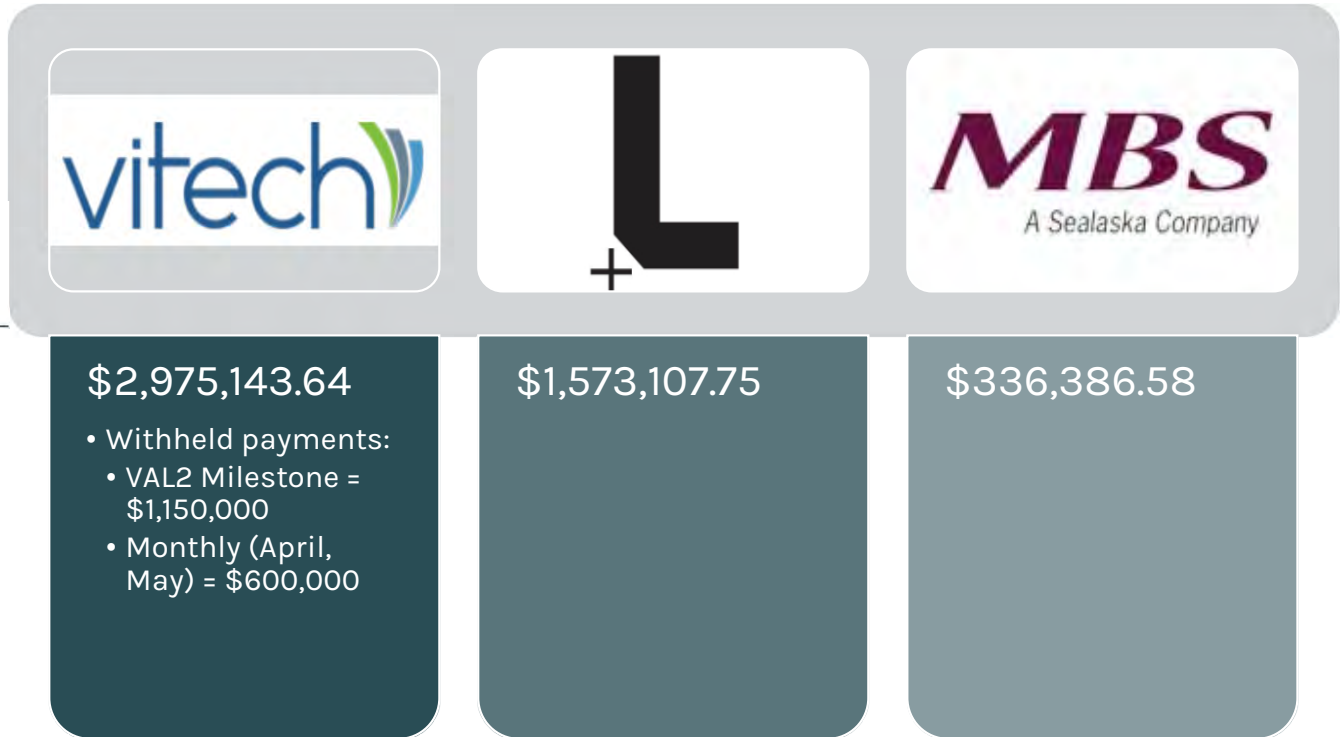 vitech
L
+
MBS
A Sealaska Company
$2,975,143.64
• Withheld payments:
• VAL2 Milestone =
$1,150,000
• Monthly (April,
May) = $600,000
$1,573,107.75
$336,386.58